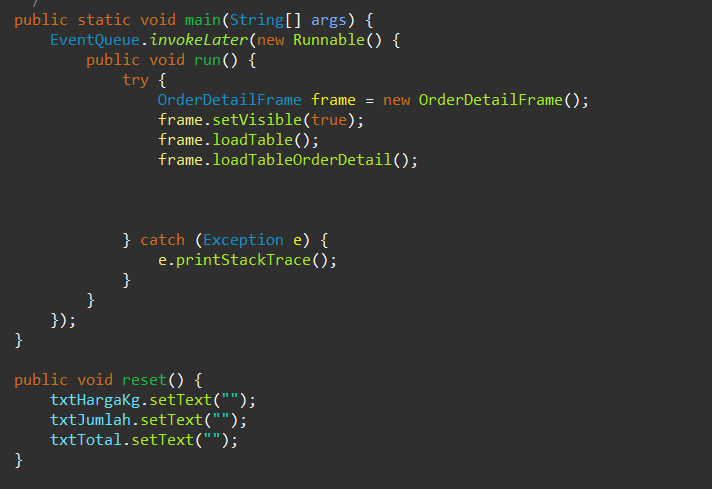 public static void main(String[] args) {
    EventQueue.invokeLater(new Runnable() {
        public void run() {
            try {
                OrderDetailFrame frame = new OrderDetailFrame();
                frame.setVisible(true);
                frame.loadTable();
                frame.loadTableOrderDetail();
            } catch (Exception e) {
                e.printStackTrace();
            }
        }
    });
}
public void reset() {
    txtHargaKg.setText("");
    txtJumlah.setText("");
    txtTotal.setText("");
}